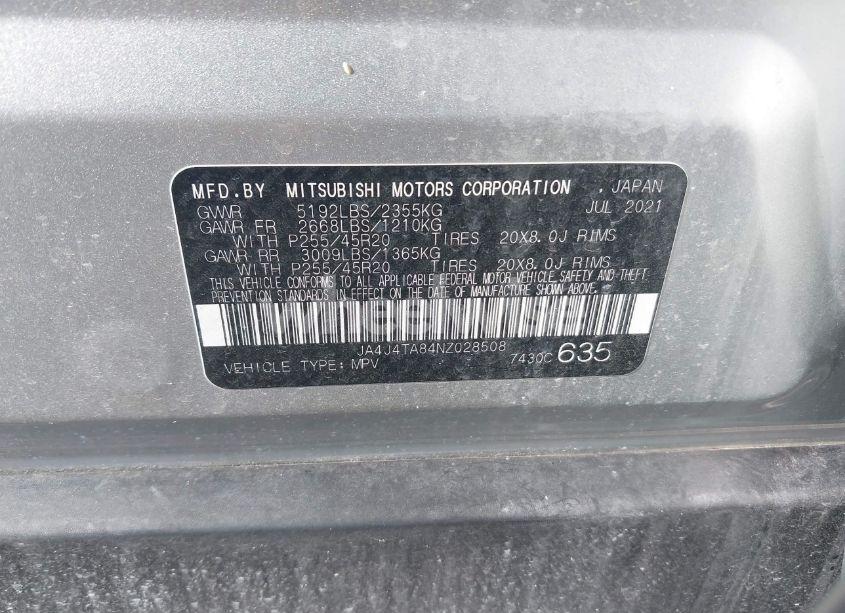 MFD.BY MITSUBISHI MOTORS CORPORATION . JAPAN
GVWR 5192LBS/2355KG JUL 2021
GAWR FR 2668LBS/1210KG
WITH P255/45R20 TIRES 20X8.0J RIMS
GAWR RR 3009LBS/1365KG
WITH P255/45R20 TIRES 20X8.0J RIMS
THIS VEHICLE CONFORMS TO ALL APPLICABLE FEDERAL MOTOR VEHICLE SAFETY AND THEFT
PREVENTION STANDARDS IN EFFECT ON THE DATE OF MANUFACTURE SHOWN ABOVE.
JA4J4TA84NZ028508
VEHICLE TYPE: MPV 7430C 635